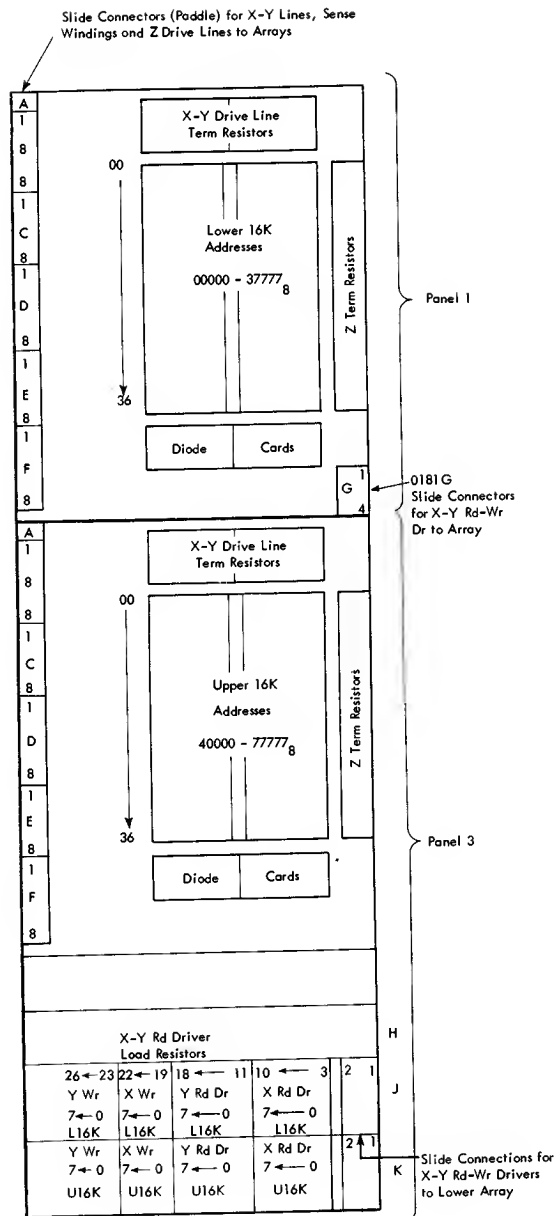 Slide Connectors (Paddle) for X-Y Lines, Sense
Windings and Z Drive Lines to Arrays
A
1
8
8
1
C
8
1
D
8
1
E
8
1
F
8
X-Y Drive Line
Term Resistors
00
36
Lower 16K
Addresses
00000 - 37777₈
Z Term Resistors
Diode Cards
Panel 1
G 1
4
0181G
Slide Connectors
for X-Y Rd-Wr
Dr to Array
A
1
8
8
1
C
8
1
D
8
1
E
8
1
F
8
X-Y Drive Line
Term Resistors
00
36
Upper 16K
Addresses
40000 - 77777₈
Z Term Resistors
Diode Cards
Panel 3
H
X-Y Rd Driver
Load Resistors
26←23 22←19 18←11 10←3 2 1
Y Wr X Wr Y Rd Dr X Rd Dr
7←0 7←0 7←0 7←0
L16K L16K L16K L16K
J
Y Wr X Wr Y Rd Dr X Rd Dr 2 1
7←0 7←0 7←0 7←0
U16K U16K U16K U16K
K
Slide Connections for
X-Y Rd-Wr Drivers
to Lower Array